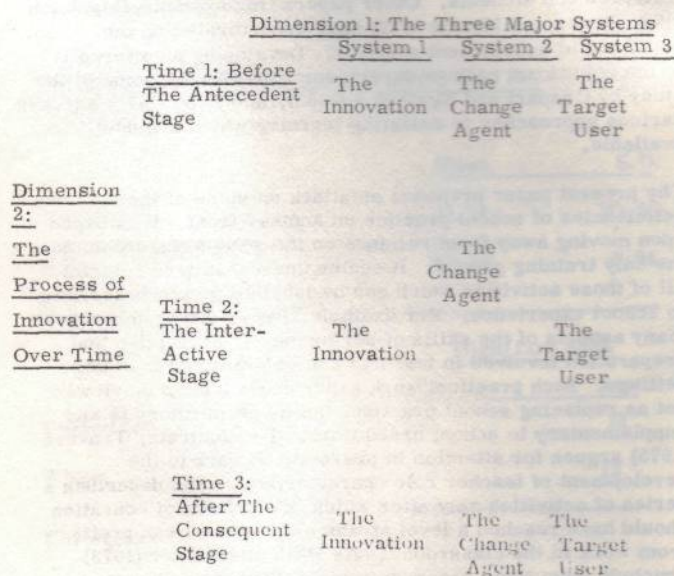 Dimension 1: The Three Major Systems
System 1 System 2 System 3
Time 1: Before
The Antecedent
Stage
The
Innovation
The
Change
Agent
The
Target
User
Dimension
2:
The
Process of
Innovation
Over Time
The
Change
Agent
Time 2:
The Inter-
Active
Stage
The
Innovation
The
Target
User
Time 3:
After The
Consequent
Stage
The
Innovation
The
Change
Agent
The
Target
User